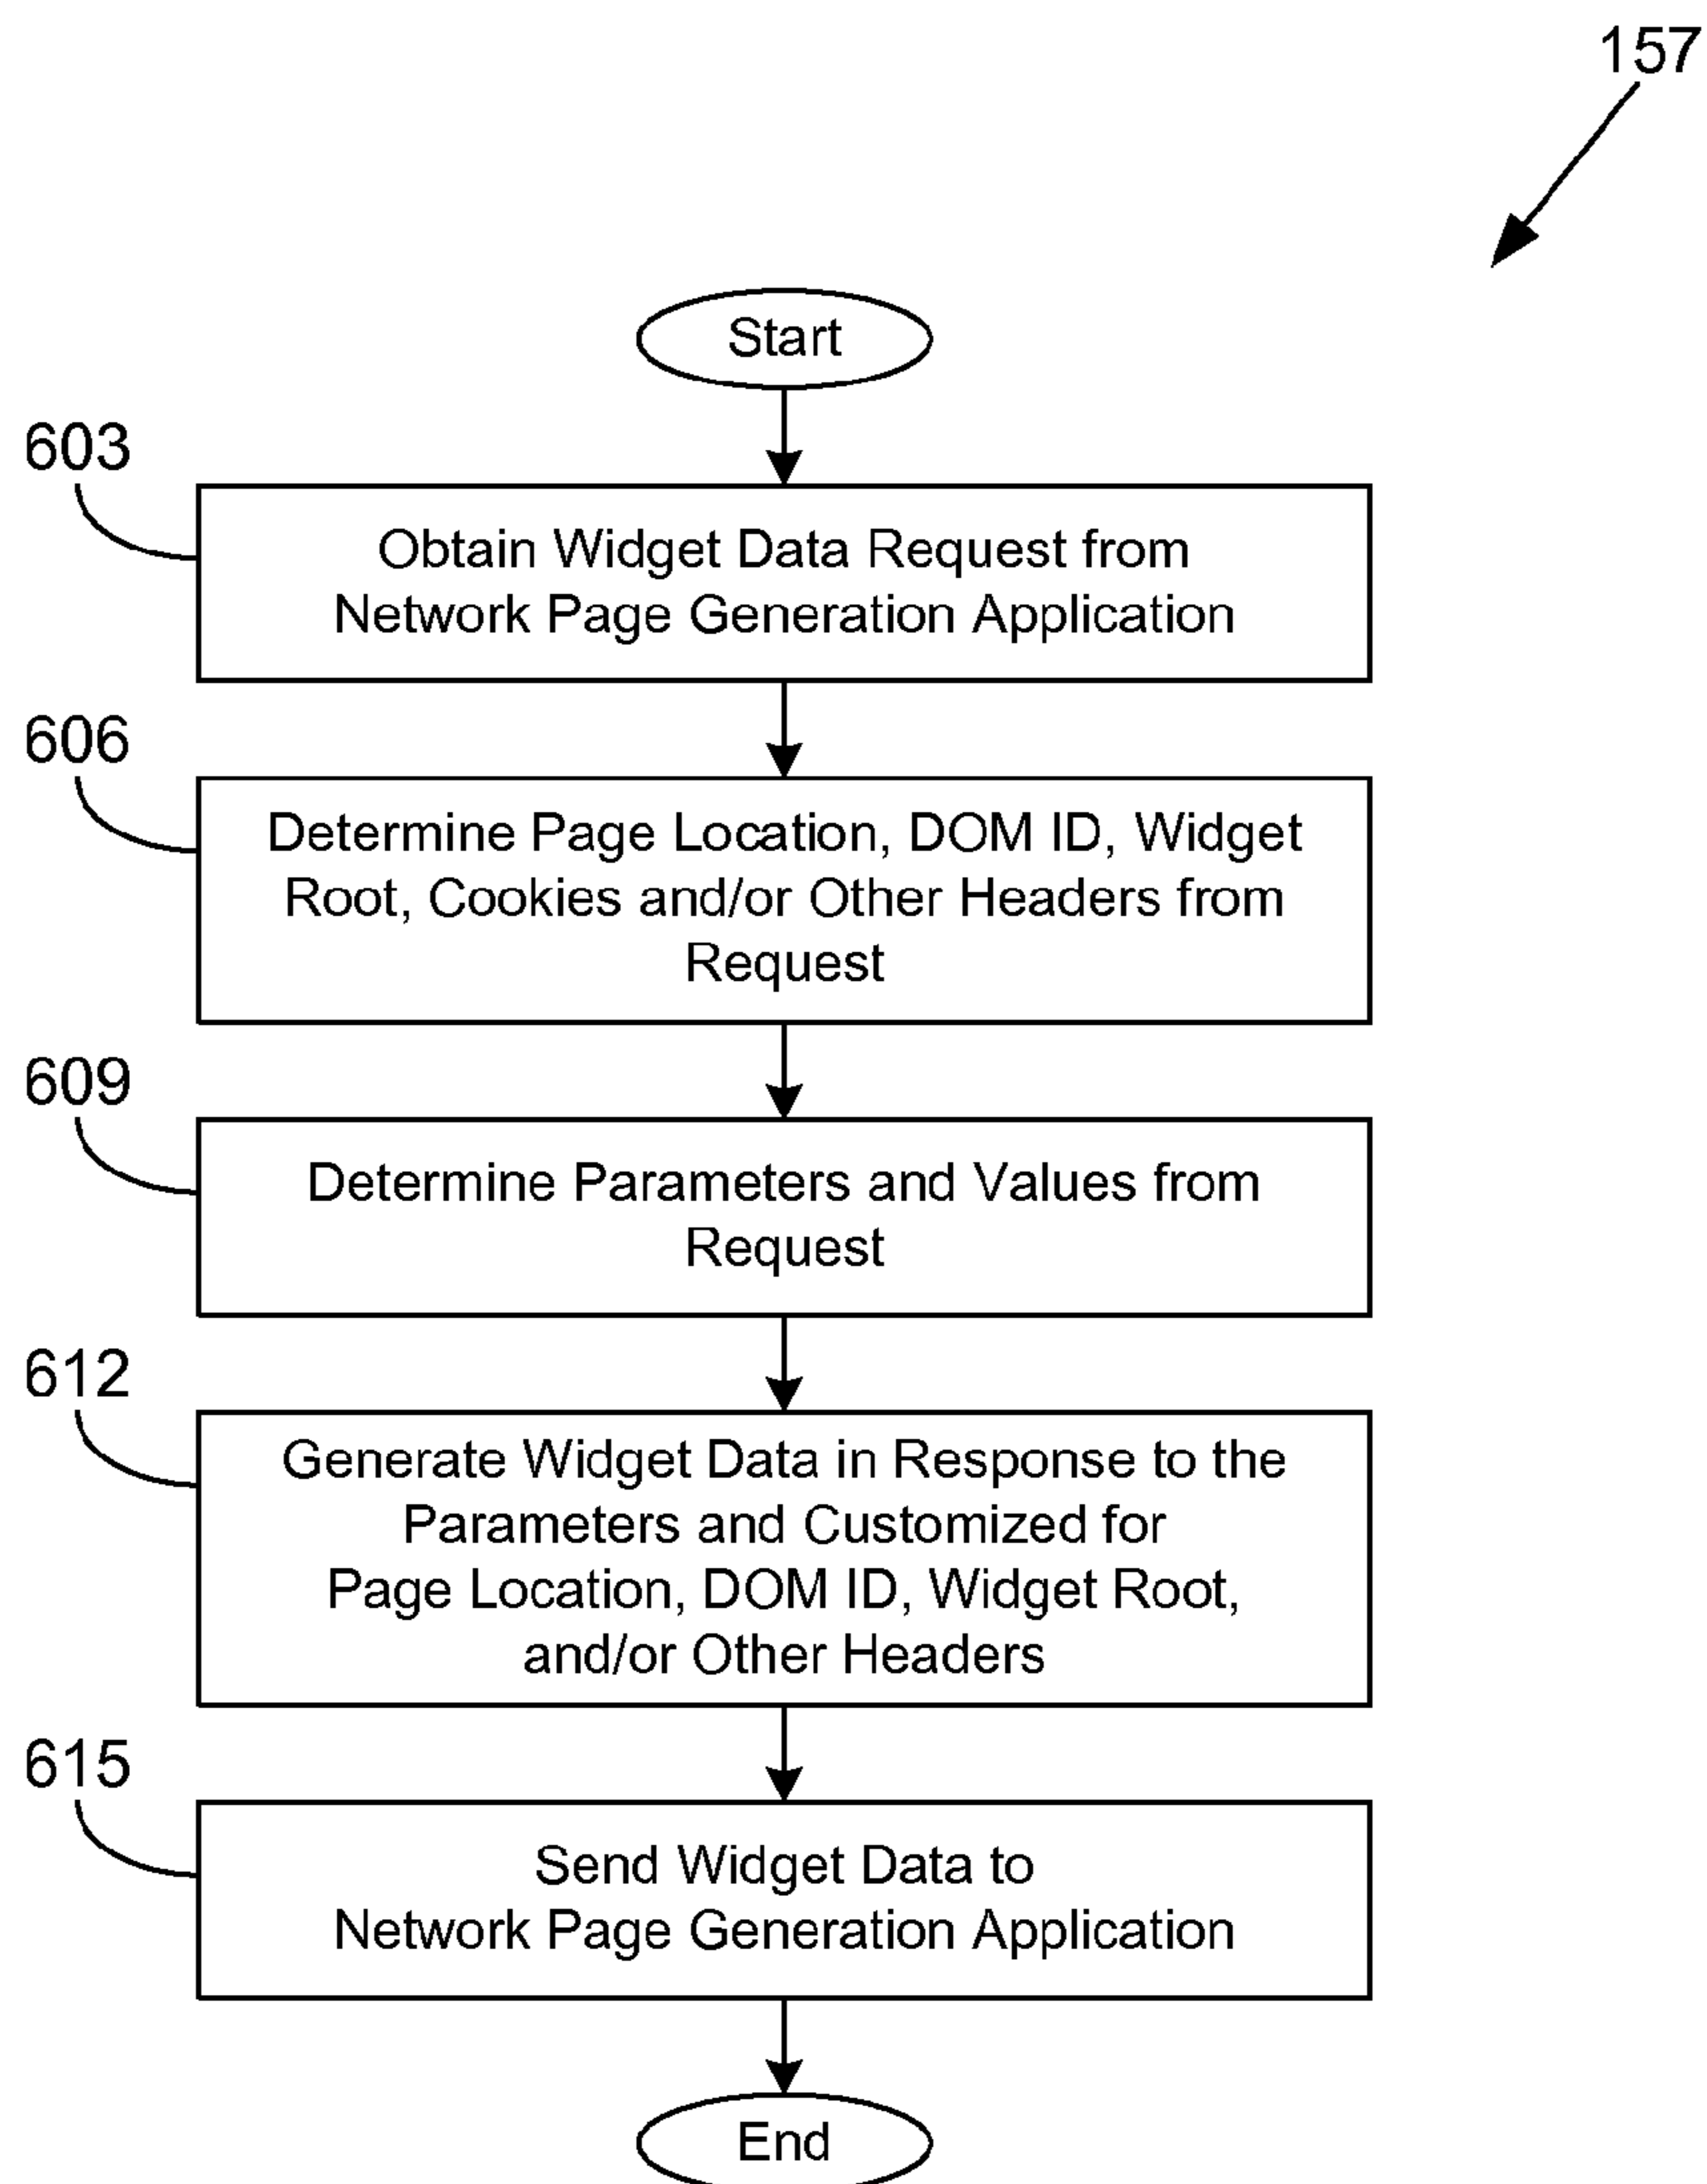 157
Start
603
Obtain Widget Data Request from
Network Page Generation Application
606
Determine Page Location, DOM ID, Widget
Root, Cookies and/or Other Headers from
Request
609
Determine Parameters and Values from
Request
612
Generate Widget Data in Response to the
Parameters and Customized for
Page Location, DOM ID, Widget Root,
and/or Other Headers
615
Send Widget Data to
Network Page Generation Application
End